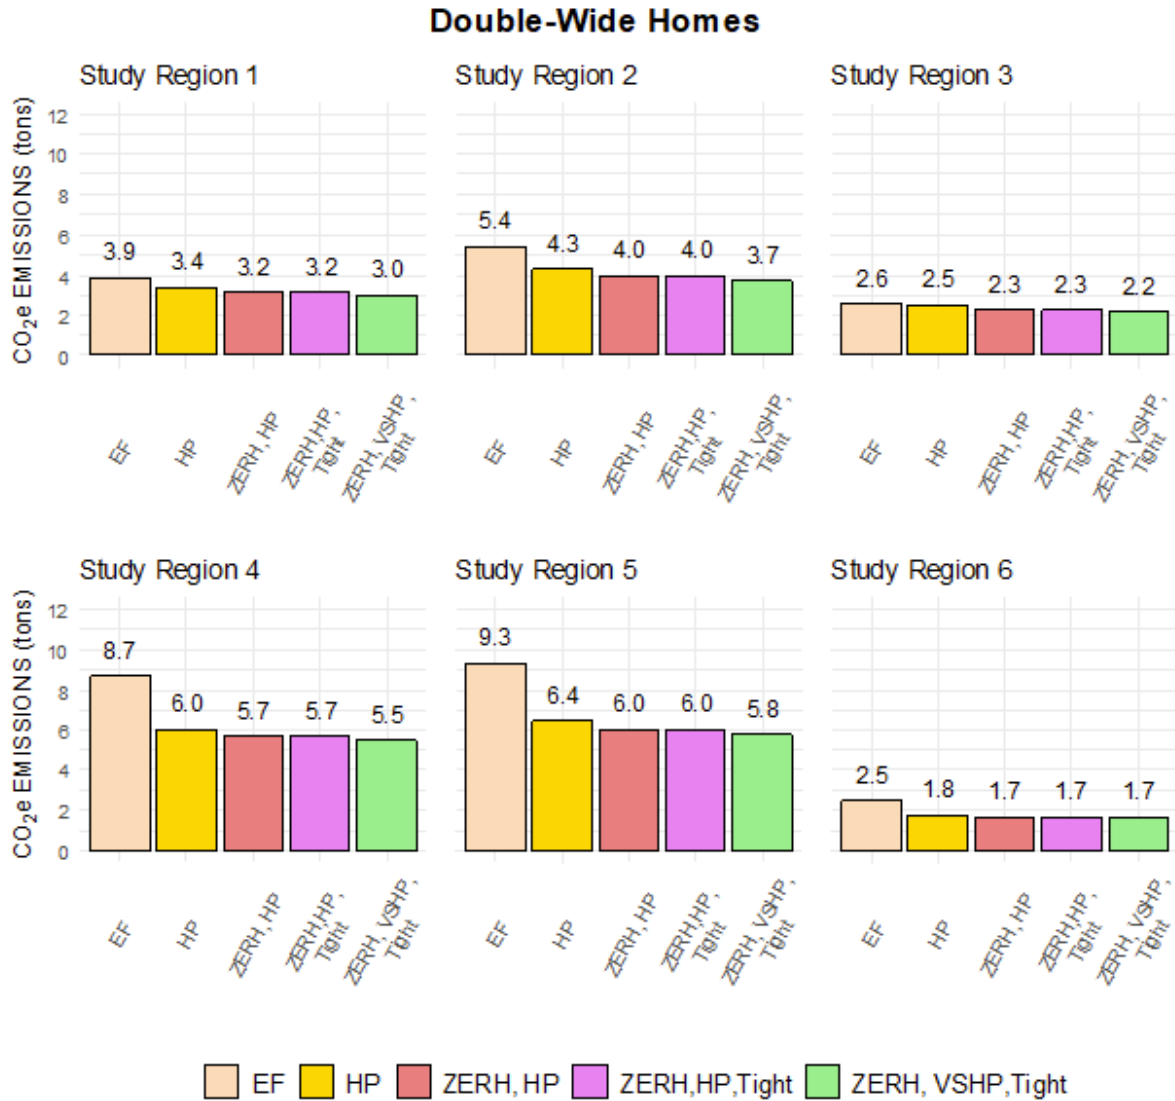 Double-Wide Homes
Study Region 1
Study Region 2
Study Region 3
CO₂e EMISSIONS (tons)
12
10
8
6
4
2
0
3.9
3.4
3.2
3.2
3.0
5.4
4.3
4.0
4.0
3.7
2.6
2.5
2.3
2.3
2.2
EF
HP
ZERH, HP
ZERH,HP,
Tight
ZERH, VSHP,
Tight
EF
HP
ZERH, HP
ZERH,HP,
Tight
ZERH, VSHP,
Tight
EF
HP
ZERH, HP
ZERH,HP,
Tight
ZERH, VSHP,
Tight
Study Region 4
Study Region 5
Study Region 6
CO₂e EMISSIONS (tons)
12
10
8
6
4
2
0
8.7
6.0
5.7
5.7
5.5
9.3
6.4
6.0
6.0
5.8
2.5
1.8
1.7
1.7
1.7
EF
HP
ZERH, HP
ZERH,HP,
Tight
ZERH, VSHP,
Tight
EF
HP
ZERH, HP
ZERH,HP,
Tight
ZERH, VSHP,
Tight
EF
HP
ZERH, HP
ZERH,HP,
Tight
ZERH, VSHP,
Tight
EF HP ZERH, HP ZERH,HP,Tight ZERH, VSHP,Tight